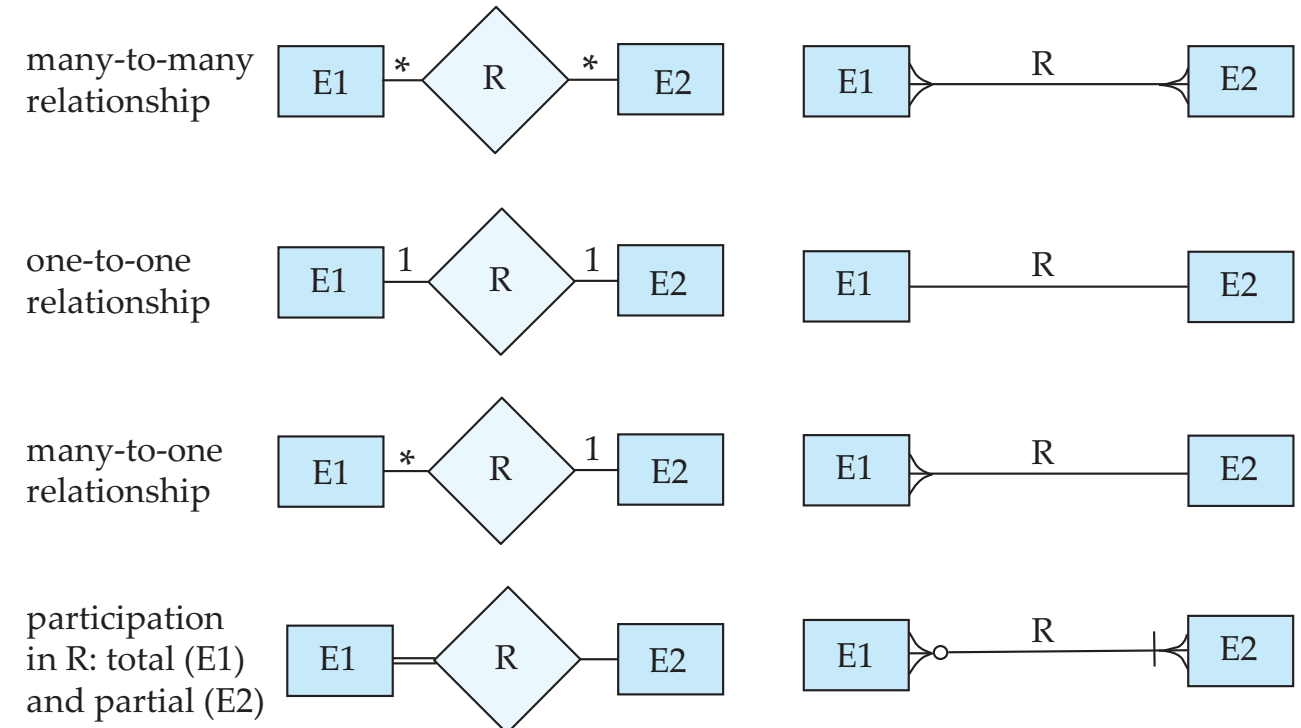 many-to-many
relationship
E1 * R * E2
E1 R E2
one-to-one
relationship
E1 1 R 1 E2
E1 R E2
many-to-one
relationship
E1 * R 1 E2
E1 R E2
participation
in R: total (E1)
and partial (E2)
E1 R E2
E1 R E2